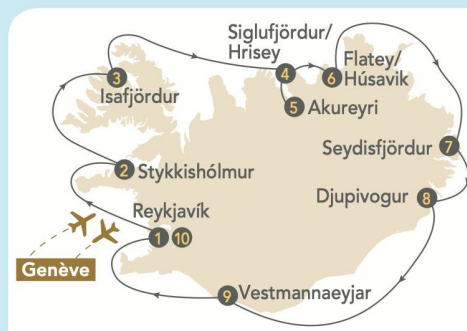 Siglufjördur/
Hrisey
Flatey/
Húsavik
3
4
6
Isafjördur
5 Akureyri
Seydisfjördur 7
2 Stykkishólmur
Djupivogur 8
Reykjavík
1 10
Genève
9 Vestmannaeyjar